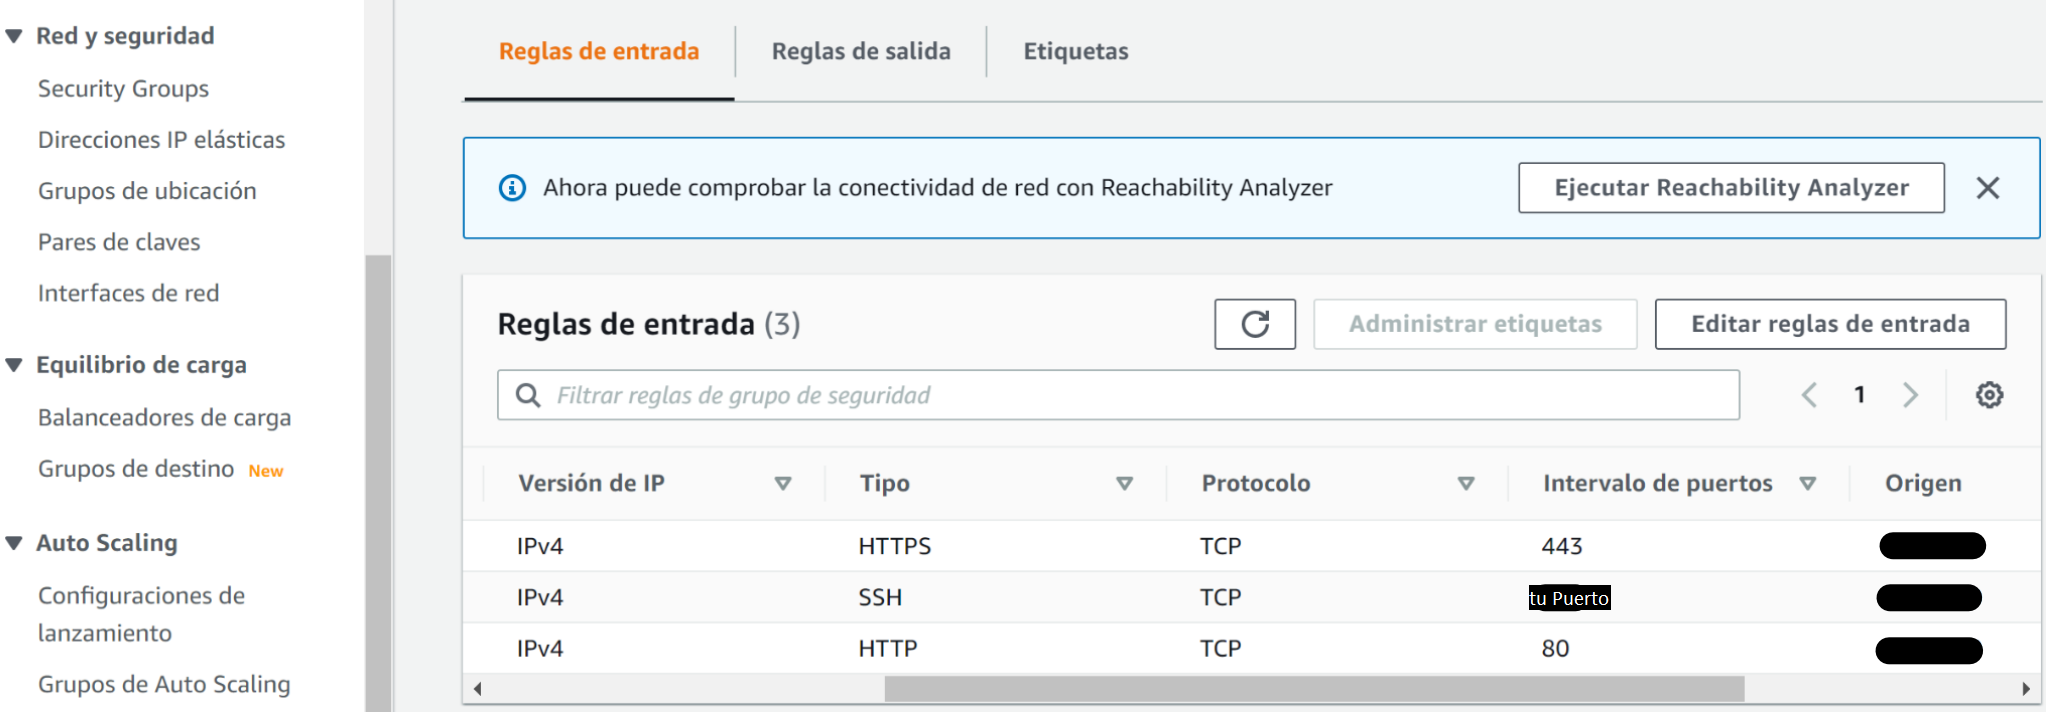 Red y seguridad
Security Groups
Direcciones IP elásticas
Grupos de ubicación
Pares de claves
Interfaces de red
Equilibrio de carga
Balanceadores de carga
Grupos de destino New
Auto Scaling
Configuraciones de
lanzamiento
Grupos de Auto Scaling
Reglas de entrada Reglas de salida Etiquetas
Ahora puede comprobar la conectividad de red con Reachability Analyzer Ejecutar Reachability Analyzer
Reglas de entrada (3) Administrar etiquetas Editar reglas de entrada
Filtrar reglas de grupo de seguridad 1
Versión de IP Tipo Protocolo Intervalo de puertos Origen
IPv4 HTTPS TCP 443
IPv4 SSH TCP tu Puerto
IPv4 HTTP TCP 80